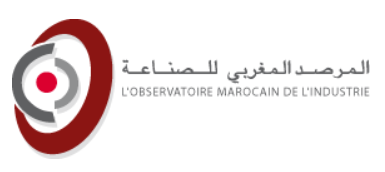 المرصد المغربي للصناعة
L'OBSERVATOIRE MAROCAIN DE L'INDUSTRIE